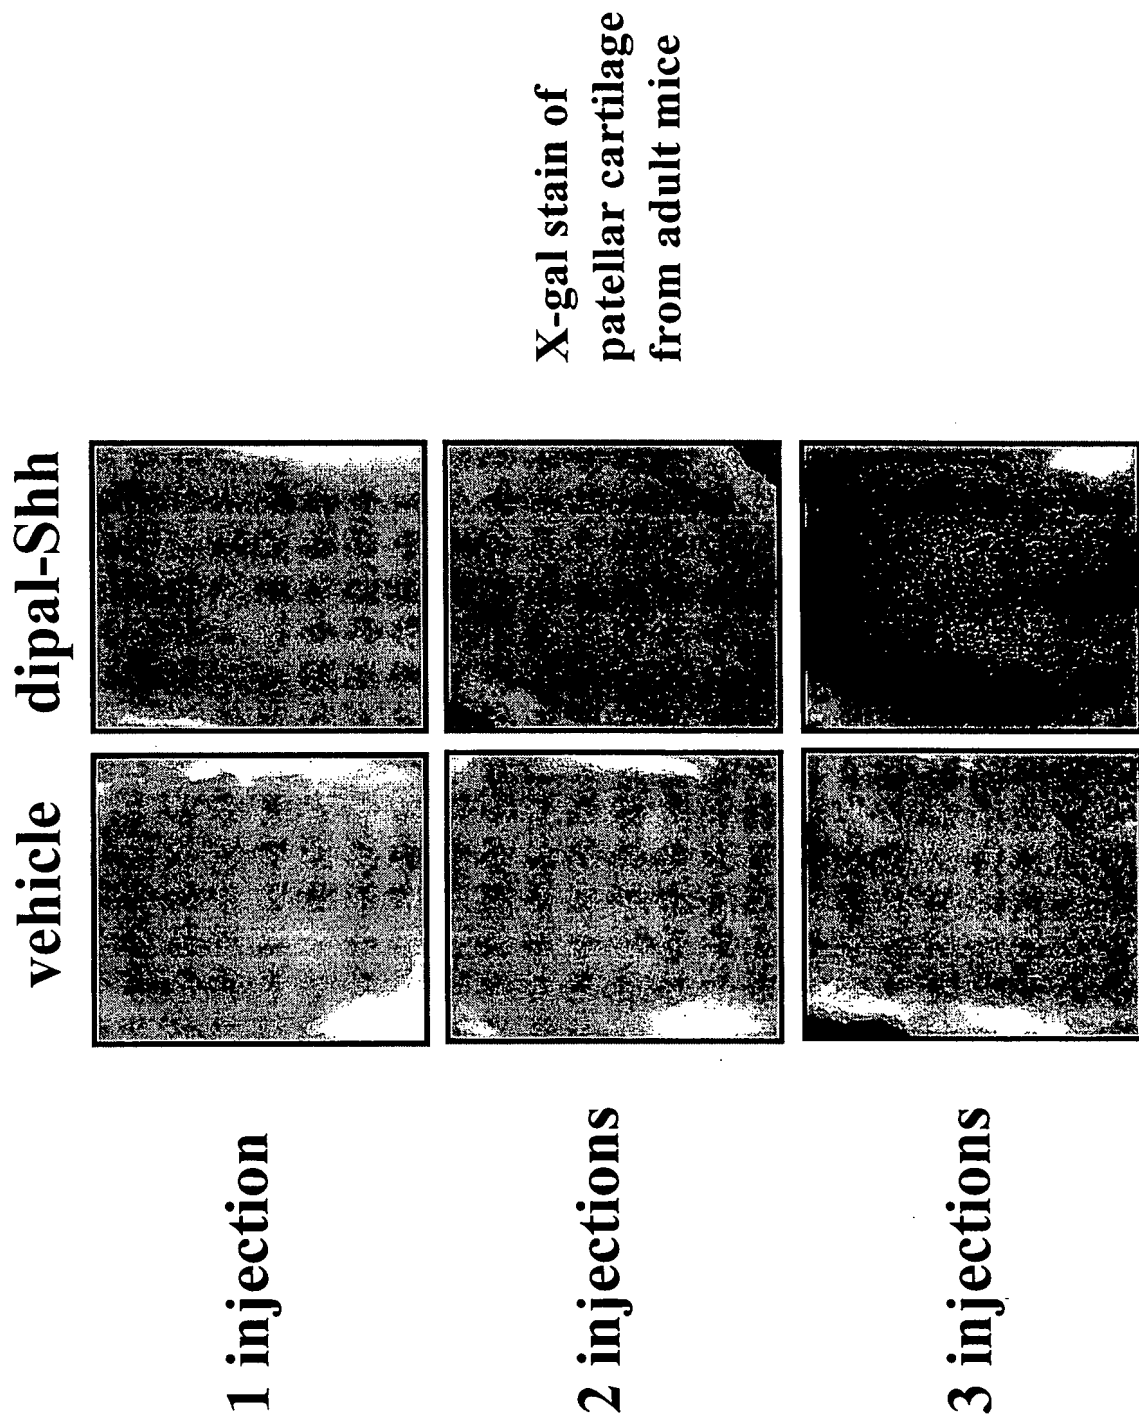 vehicle
dipal-Shh
1 injection
2 injections
3 injections
X-gal stain of
patellar cartilage
from adult mice